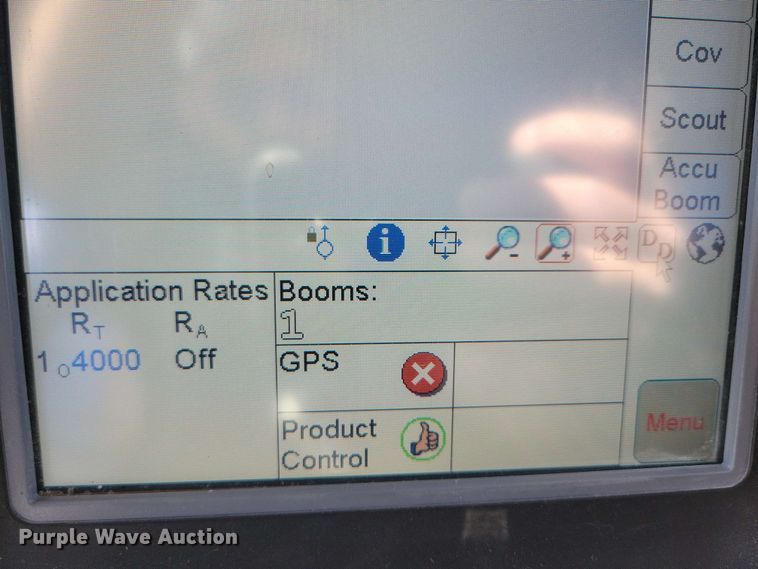 Cov
Scout
Accu
Boom
i
DD
Application Rates
RT RA
1 0 4000 Off
Booms:
1
GPS
Product
Control
Menu
Purple Wave Auction